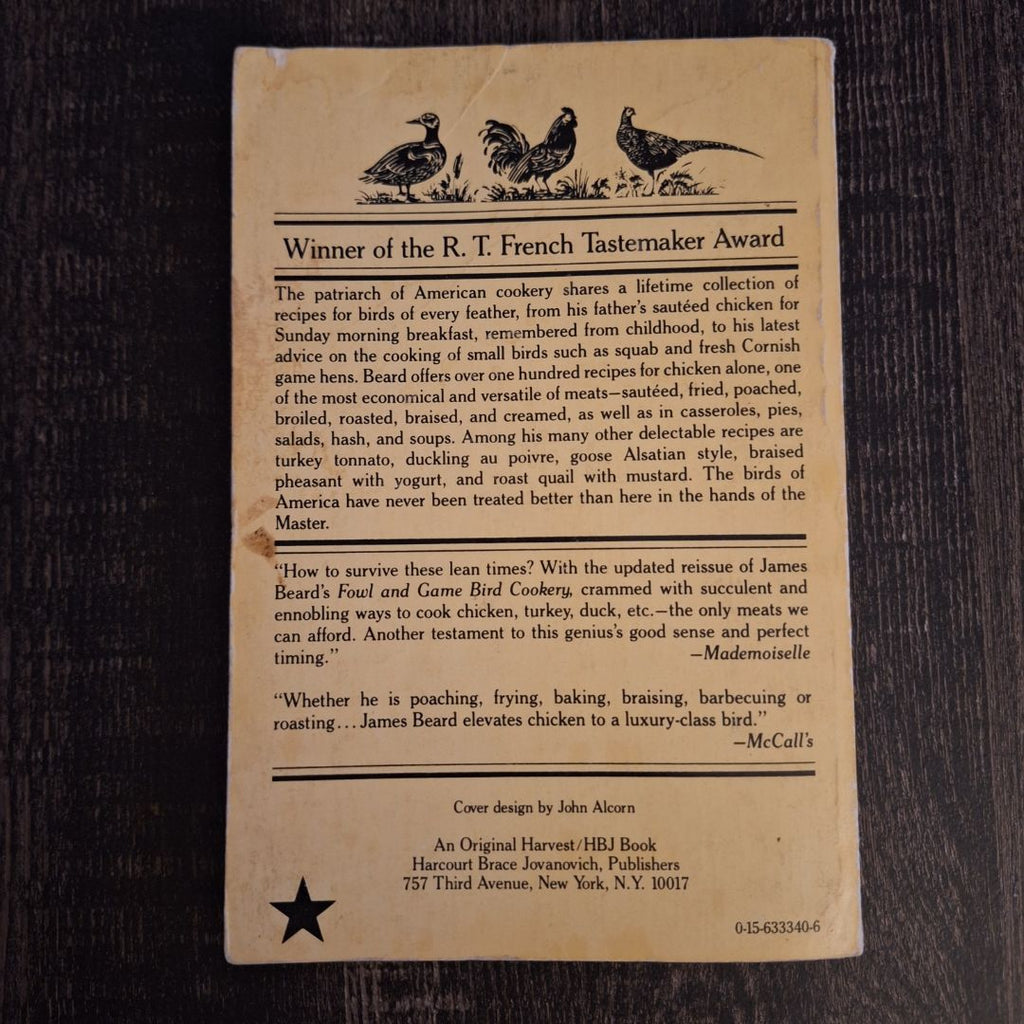 Winner of the R. T. French Tastemaker Award
The patriarch of American cookery shares a lifetime collection of
recipes for birds of every feather, from his father's sautéed chicken for
Sunday morning breakfast, remembered from childhood, to his latest
advice on the cooking of small birds such as squab and fresh Cornish
game hens. Beard offers over one hundred recipes for chicken alone, one
of the most economical and versatile of meats—sautéed, fried, poached,
broiled, roasted, braised, and creamed, as well as in casseroles, pies,
salads, hash, and soups. Among his many other delectable recipes are
turkey tonnato, duckling au poivre, goose Alsatian style, braised
pheasant with yogurt, and roast quail with mustard. The birds of
America have never been treated better than here in the hands of the
Master.
“How to survive these lean times? With the updated reissue of James
Beard's Fowl and Game Bird Cookery, crammed with succulent and
ennobling ways to cook chicken, turkey, duck, etc.—the only meats we
can afford. Another testament to this genius's good sense and perfect
timing.” —Mademoiselle
“Whether he is poaching, frying, baking, braising, barbecuing or
roasting...James Beard elevates chicken to a luxury-class bird.”
—McCall's
Cover design by John Alcorn
An Original Harvest/HBJ Book
Harcourt Brace Jovanovich, Publishers
757 Third Avenue, New York, N.Y. 10017
0-15-633340-6